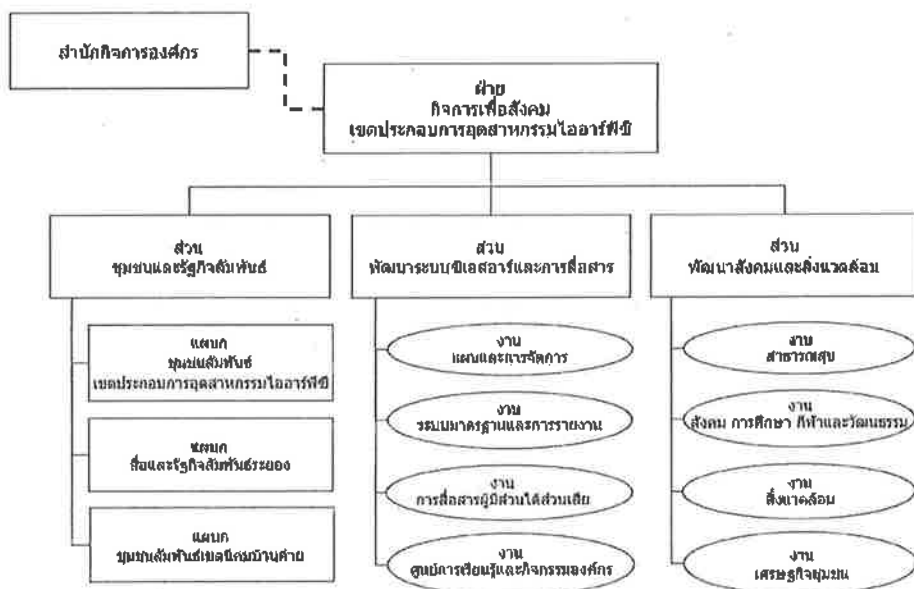 สำนักกิจการองค์กร
ฝ่าย
กิจการเพื่อสังคม
เขตประกอบการอุตสาหกรรมไออาร์พีซี
ส่วน
ชุมชนและรัฐกิจสัมพันธ์
ส่วน
พัฒนาระบบซีเอสอาร์และการสื่อสาร
ส่วน
พัฒนาสังคมและสิ่งแวดล้อม
แผนก
ชุมชนสัมพันธ์
เขตประกอบการอุตสาหกรรมไออาร์พีซี
แผนก
สื่อและรัฐกิจสัมพันธ์ระยอง
แผนก
ชุมชนสัมพันธ์เขตนิคมบ้านค่าย
งาน
แผนและการจัดการ
งาน
ระบบมาตรฐานและการรายงาน
งาน
การสื่อสารผู้มีส่วนได้ส่วนเสีย
งาน
ศูนย์การเรียนรู้และกิจกรรมองค์กร
งาน
สาธารณสุข
งาน
สังคม การศึกษา กีฬาและวัฒนธรรม
งาน
สิ่งแวดล้อม
งาน
เศรษฐกิจชุมชน